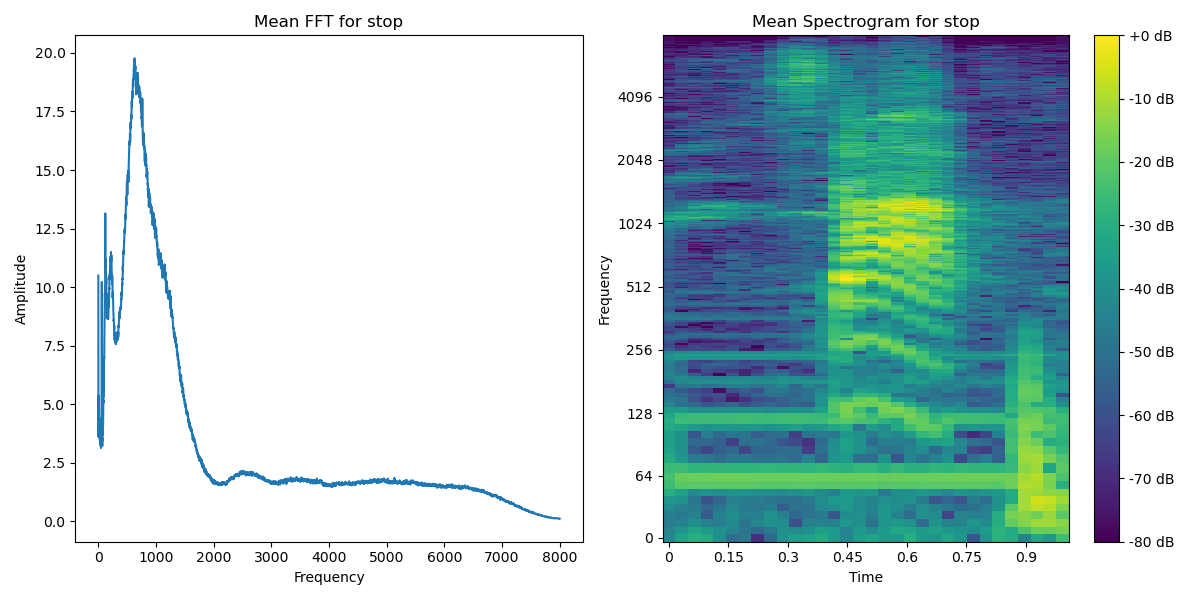 Mean FFT for stop
Amplitude
20.0
17.5
15.0
12.5
10.0
7.5
5.0
2.5
0.0
0 1000 2000 3000 4000 5000 6000 7000 8000
Frequency
Mean Spectrogram for stop
Frequency
4096
2048
1024
512
256
128
64
0
0 0.15 0.3 0.45 0.6 0.75 0.9
Time
+0 dB
-10 dB
-20 dB
-30 dB
-40 dB
-50 dB
-60 dB
-70 dB
-80 dB